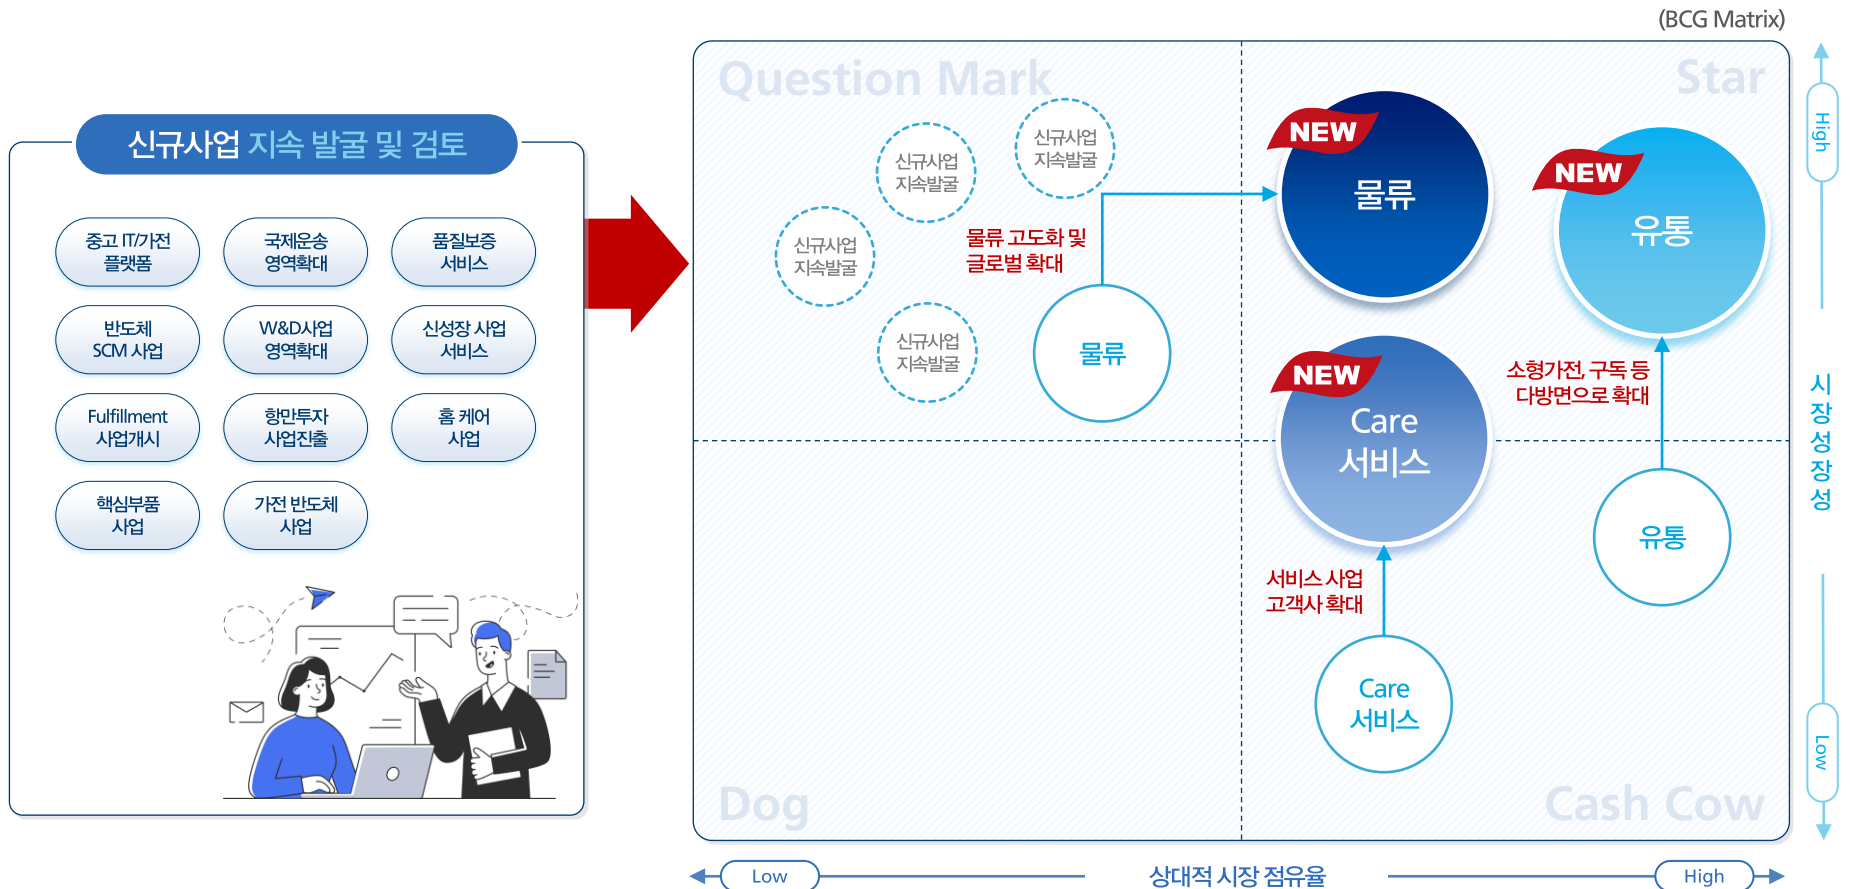 (BCG Matrix)
신규사업 지속 발굴 및 검토
중고 IT/가전
플랫폼
국제운송
영역확대
품질보증
서비스
반도체
SCM 사업
W&D사업
영역확대
신성장 사업
서비스
Fulfillment
사업개시
항만투자
사업진출
홈 케어
사업
핵심부품
사업
가전 반도체
사업
Question Mark
Star
신규사업
지속발굴
신규사업
지속발굴
신규사업
지속발굴
신규사업
지속발굴
물류 고도화 및
글로벌 확대
물류
NEW
물류
NEW
유통
NEW
Care
서비스
소형가전, 구독 등
다방면으로 확대
유통
서비스 사업
고객사 확대
Care
서비스
Dog
Cash Cow
High
시장성장성
Low
Low
상대적 시장 점유율
High